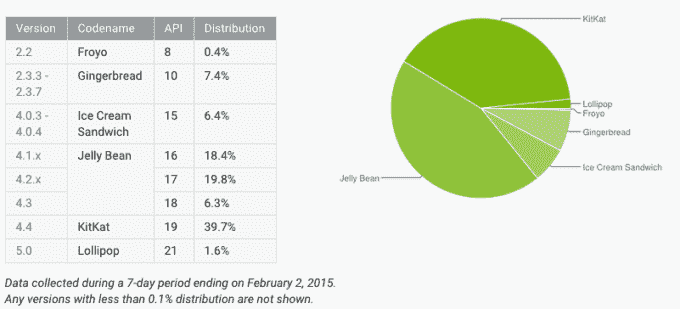 Version Codename API Distribution
2.2 Froyo 8 0.4%
2.3.3 - Gingerbread 10 7.4%
2.3.7
4.0.3 - Ice Cream 15 6.4%
4.0.4 Sandwich
4.1.x Jelly Bean 16 18.4%
4.2.x 17 19.8%
4.3 18 6.3%
4.4 KitKat 19 39.7%
5.0 Lollipop 21 1.6%
KitKat
Lollipop
Froyo
Gingerbread
Ice Cream Sandwich
Jelly Bean
Data collected during a 7-day period ending on February 2, 2015.
Any versions with less than 0.1% distribution are not shown.